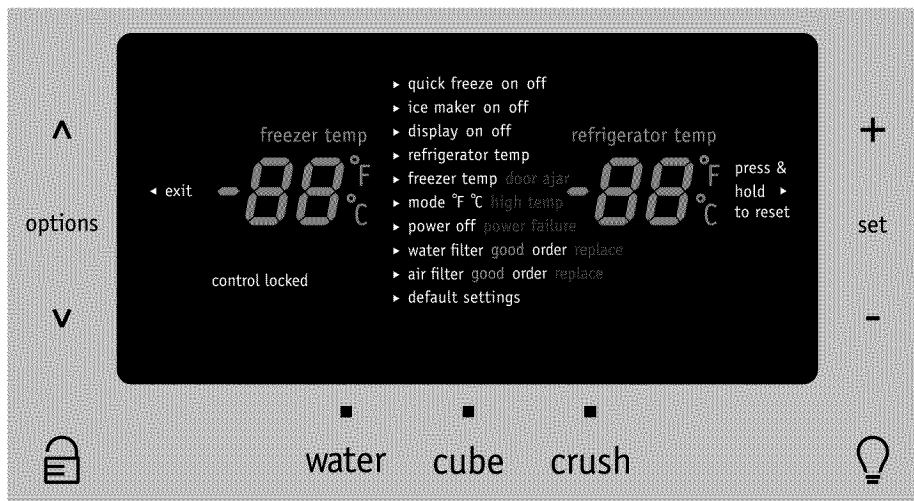 ▸ quick freeze on off
▸ ice maker on off
▸ display on off
▸ refrigerator temp
▸ freezer temp door ajar
▸ mode °F °C high temp
▸ power off power failure
▸ water filter good order replace
▸ air filter good order replace
▸ default settings
freezer temp
-88 °F °C
◂ exit
control locked
refrigerator temp
-88 °F °C
press &
hold ▸
to reset
∧
options
∨
+
set
-
water cube crush